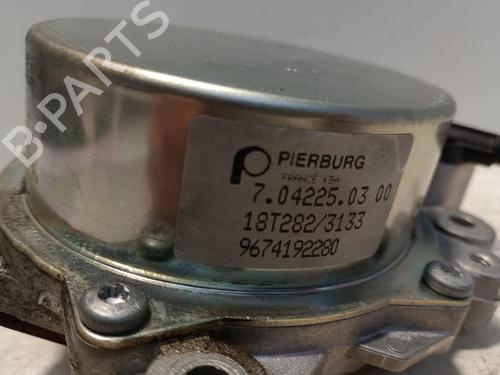 B-PARTS
PIERBURG
FRANCE KBA
7.04225.03 00
18T282/3133
9674192280